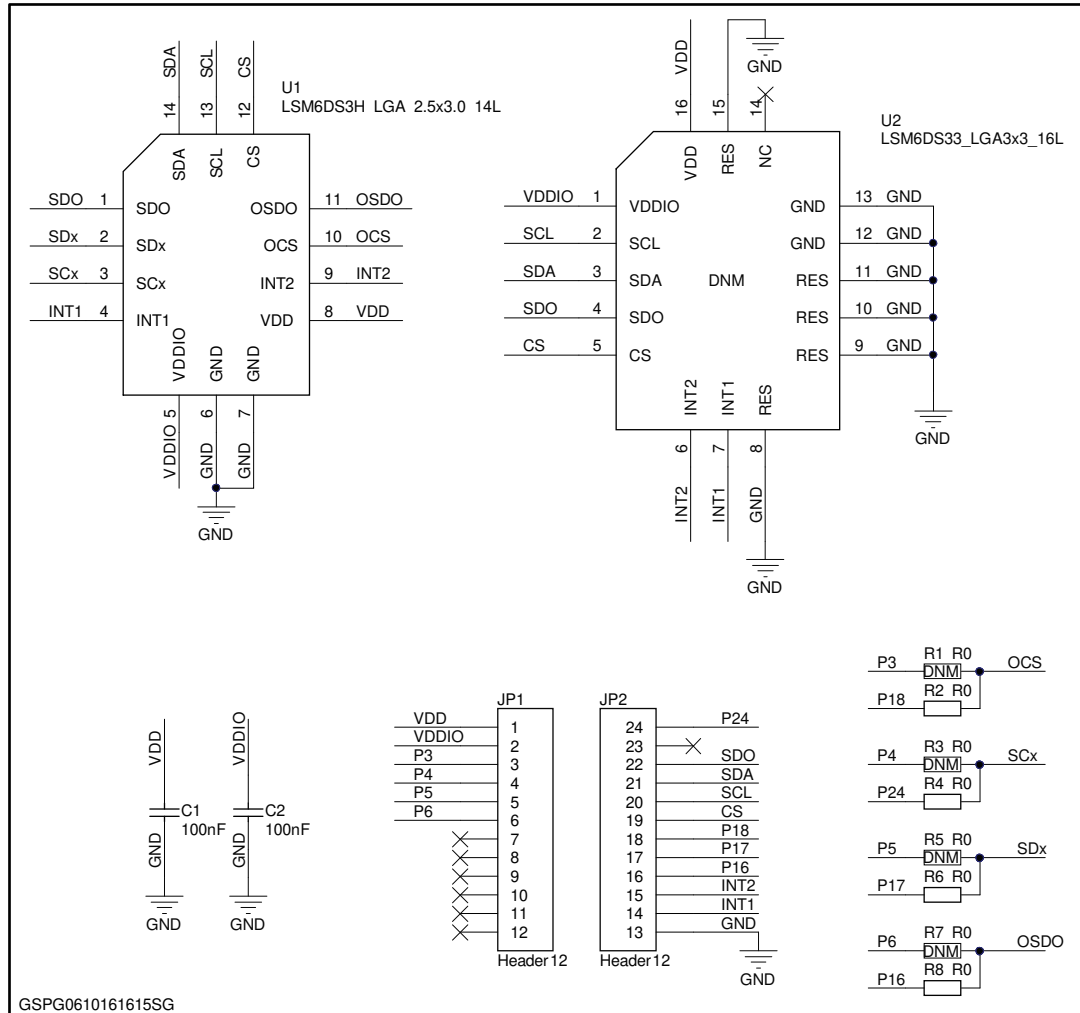 U1
LSM6DS3H LGA 2.5x3.0 14L
SDA
SCL
CS
14
13
12
SDA
SCL
CS
SDO 1 SDO
SDx 2 SDx
SCx 3 SCx
INT1 4 INT1
OSDO 11 OSDO
OCS 10 OCS
INT2 9 INT2
VDD 8 VDD
VDDIO
GND
GND
5
6
7
VDDIO
GND
GND
GND
U2
LSM6DS33_LGA3x3_16L
VDD
GND
16
15
14
VDD
RES
NC
VDDIO 1 VDDIO
SCL 2 SCL
SDA 3 SDA
SDO 4 SDO
CS 5 CS
DNM
GND 13 GND
GND 12 GND
RES 11 GND
RES 10 GND
RES 9 GND
GND
INT2
INT1
RES
6
7
8
INT2
INT1
GND
GND
VDD
C1
100nF
GND
GND
VDDIO
C2
100nF
GND
GND
JP1
VDD 1
VDDIO 2
P3 3
P4 4
P5 5
P6 6
7
8
9
10
11
12
Header 12
JP2
24 P24
23
22 SDO
21 SDA
20 SCL
19 CS
18 P18
17 P17
16 P16
15 INT2
14 INT1
13 GND
Header 12
GND
R1 R0
P3 DNM OCS
R2 R0
P18
R3 R0
P4 DNM SCx
R4 R0
P24
R5 R0
P5 DNM SDx
R6 R0
P17
R7 R0
P6 DNM OSDO
R8 R0
P16
GSPG0610161615SG